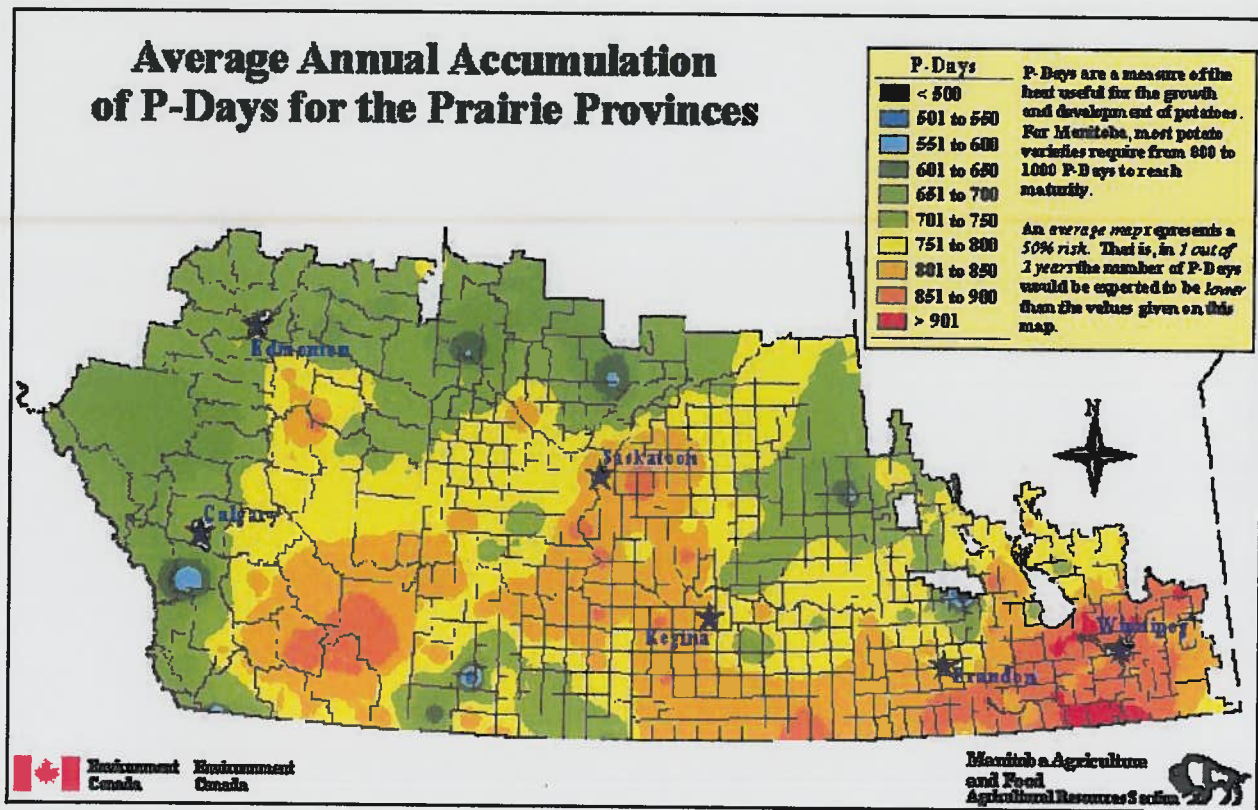 Average Annual Accumulation
of P-Days for the Prairie Provinces
P-Days
< 500
501 to 550
551 to 600
601 to 650
651 to 700
701 to 750
751 to 800
801 to 850
851 to 900
> 901
P-Days are a measure of the
heat useful for the growth
and development of potatoes.
For Manitoba, most potato
varieties require from 800 to
1000 P-Days to reach
maturity.
An average map represents a
50% risk. That is, in 1 out of
2 years the number of P-Days
would be expected to be lower
than the values given on this
map.
Edmonton
Calgary
Saskatoon
Regina
Brandon
Winnipeg
N
Environment
Canada
Environnement
Canada
Manitoba Agriculture
and Food
Agricultural Resources Section